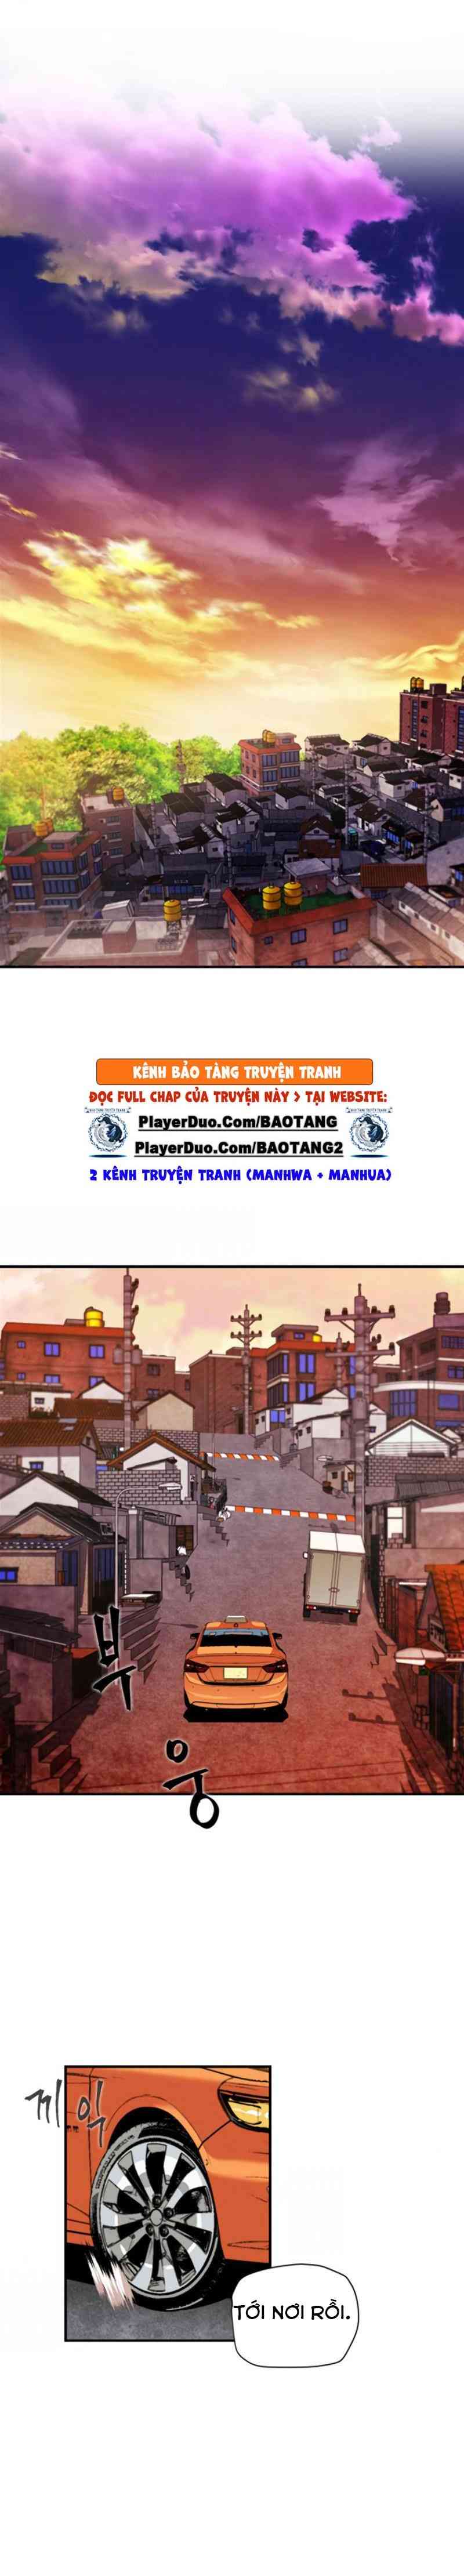 KÊNH BẢO TÀNG TRUYỆN TRANH
ĐỌC FULL CHAP CỦA TRUYỆN NÀY > TẠI WEBSITE:
PlayerDuo.Com/BAOTANG
PlayerDuo.Com/BAOTANG2
2 KÊNH TRUYỆN TRANH (MANHWA + MANHUA)
부
웅
끼익
TỚI NƠI RỒI.